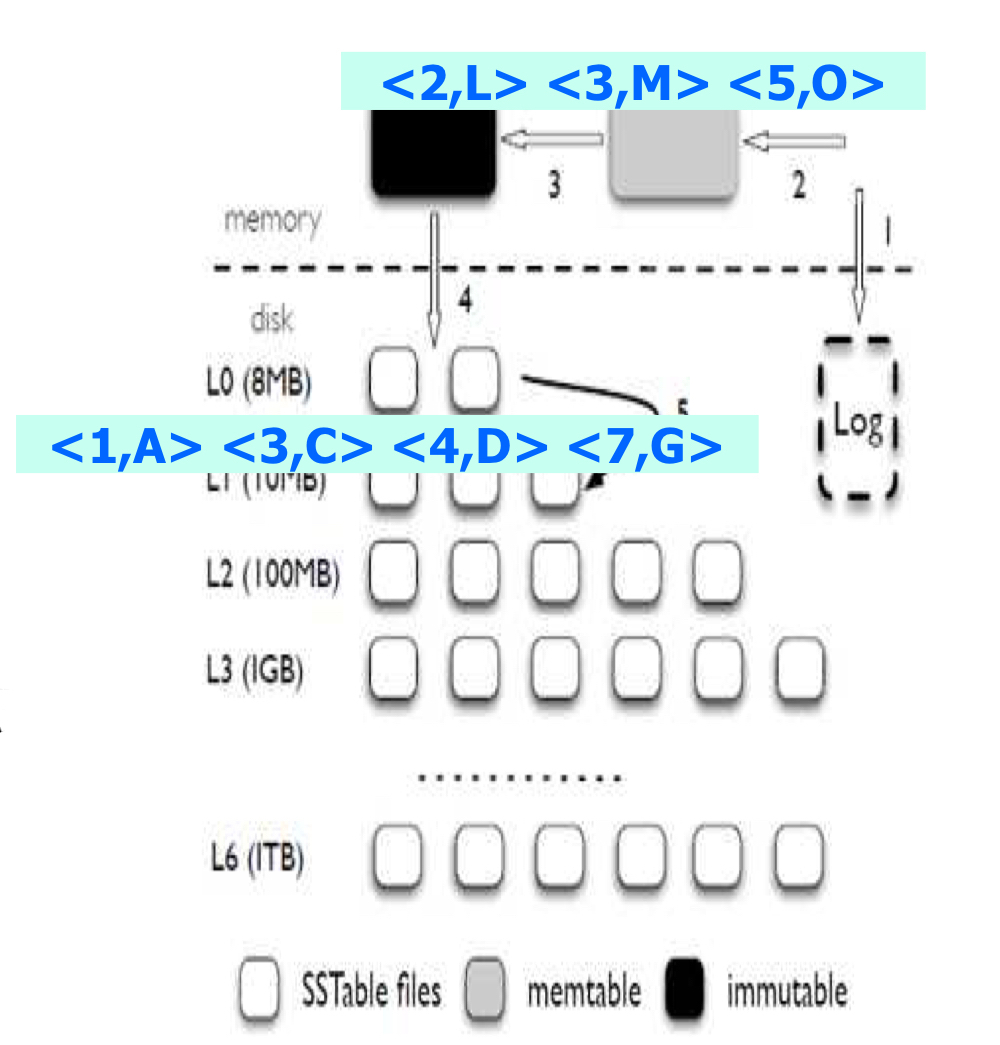 <2,L> <3,M> <5,O>
3
2
memory
1
4
disk
L0 (8MB)
5
Log
<1,A> <3,C> <4,D> <7,G>
L1 (10MB)
L2 (100MB)
L3 (1GB)
............
L6 (1TB)
SSTable files memtable immutable